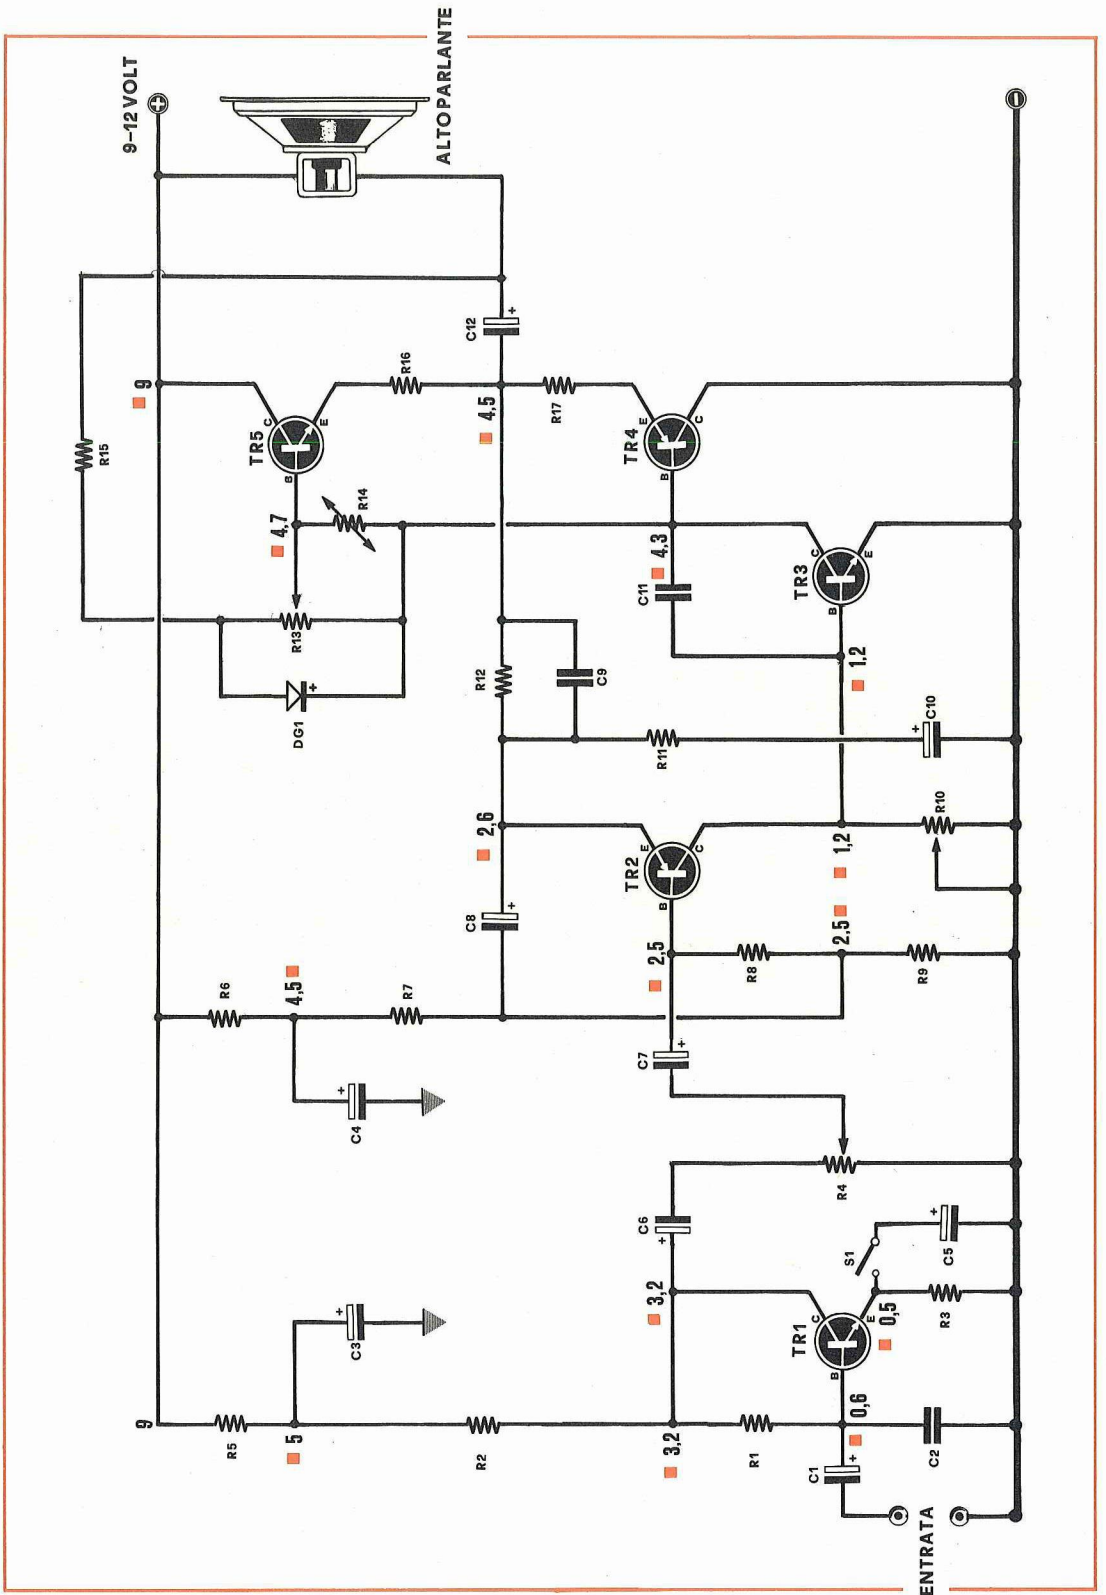 9-12 VOLT
+
ALTOPARLANTE
R15
9
TR5
C
B
E
R16
C12
+
4,5
R17
TR4
E
B
C
4,7
R14
R13
DG1
+
4,3
C11
TR3
C
B
E
1.2
R12
C9
R11
C10
+
2,6
TR2
E
B
C
1,2
R10
C8
+
2,5
R8
2,5
R9
R6
4,5
R7
C4
+
C7
+
R4
C6
+
S1
C5
+
3,2
C3
+
TR1
C
B
E
0,5
R3
9
R5
5
R2
3,2
R1
0,6
C1
+
C2
ENTRATA
-